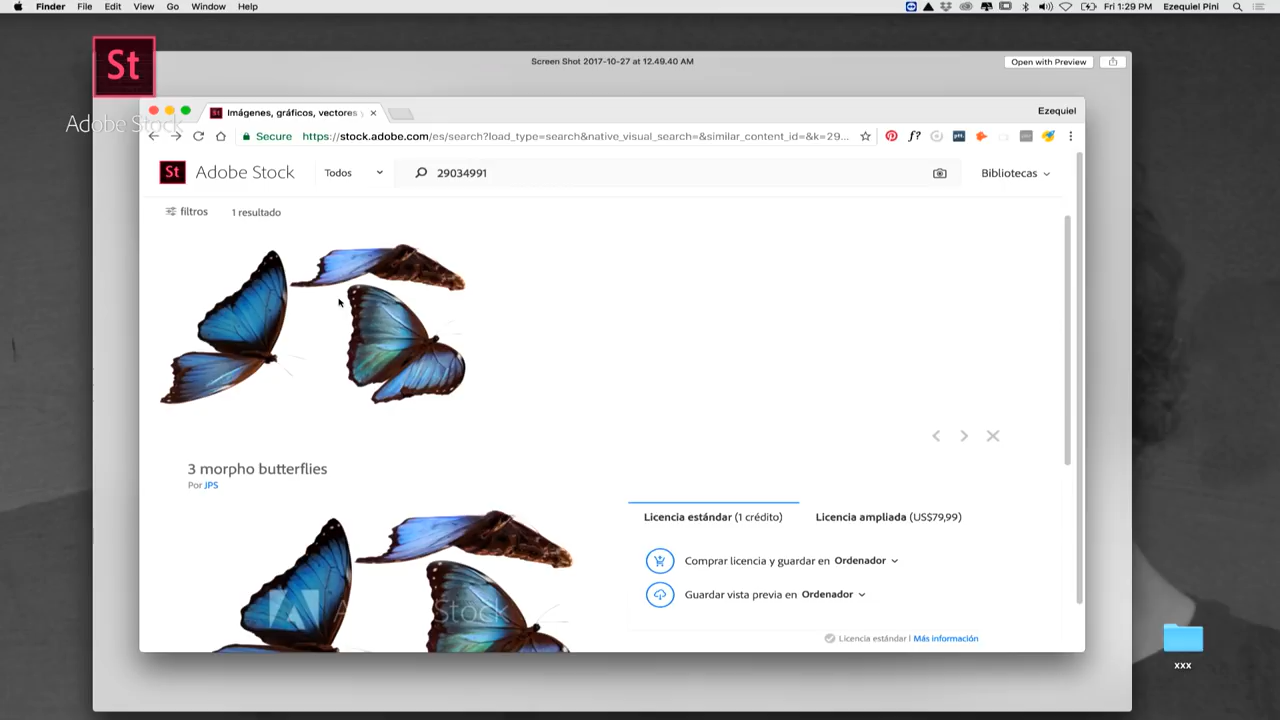 Finder File Edit View Go Window Help Fri 1:29 PM Ezequiel Pini
Screen Shot 2017-10-27 at 12.49.40 AM Open with Preview
St
Adobe Stock
Imágenes, gráficos, vectores y Ezequiel
Secure https://stock.adobe.com/es/search?load_type=search&native_visual_search=&similar_content_id=&k=29... f?
St Adobe Stock Todos 29034991 Bibliotecas
filtros 1 resultado
3 morpho butterflies
Por JPS
Licencia estándar (1 crédito) Licencia ampliada (US$79,99)
Comprar licencia y guardar en Ordenador
Guardar vista previa en Ordenador
Licencia estándar | Más información
xxx